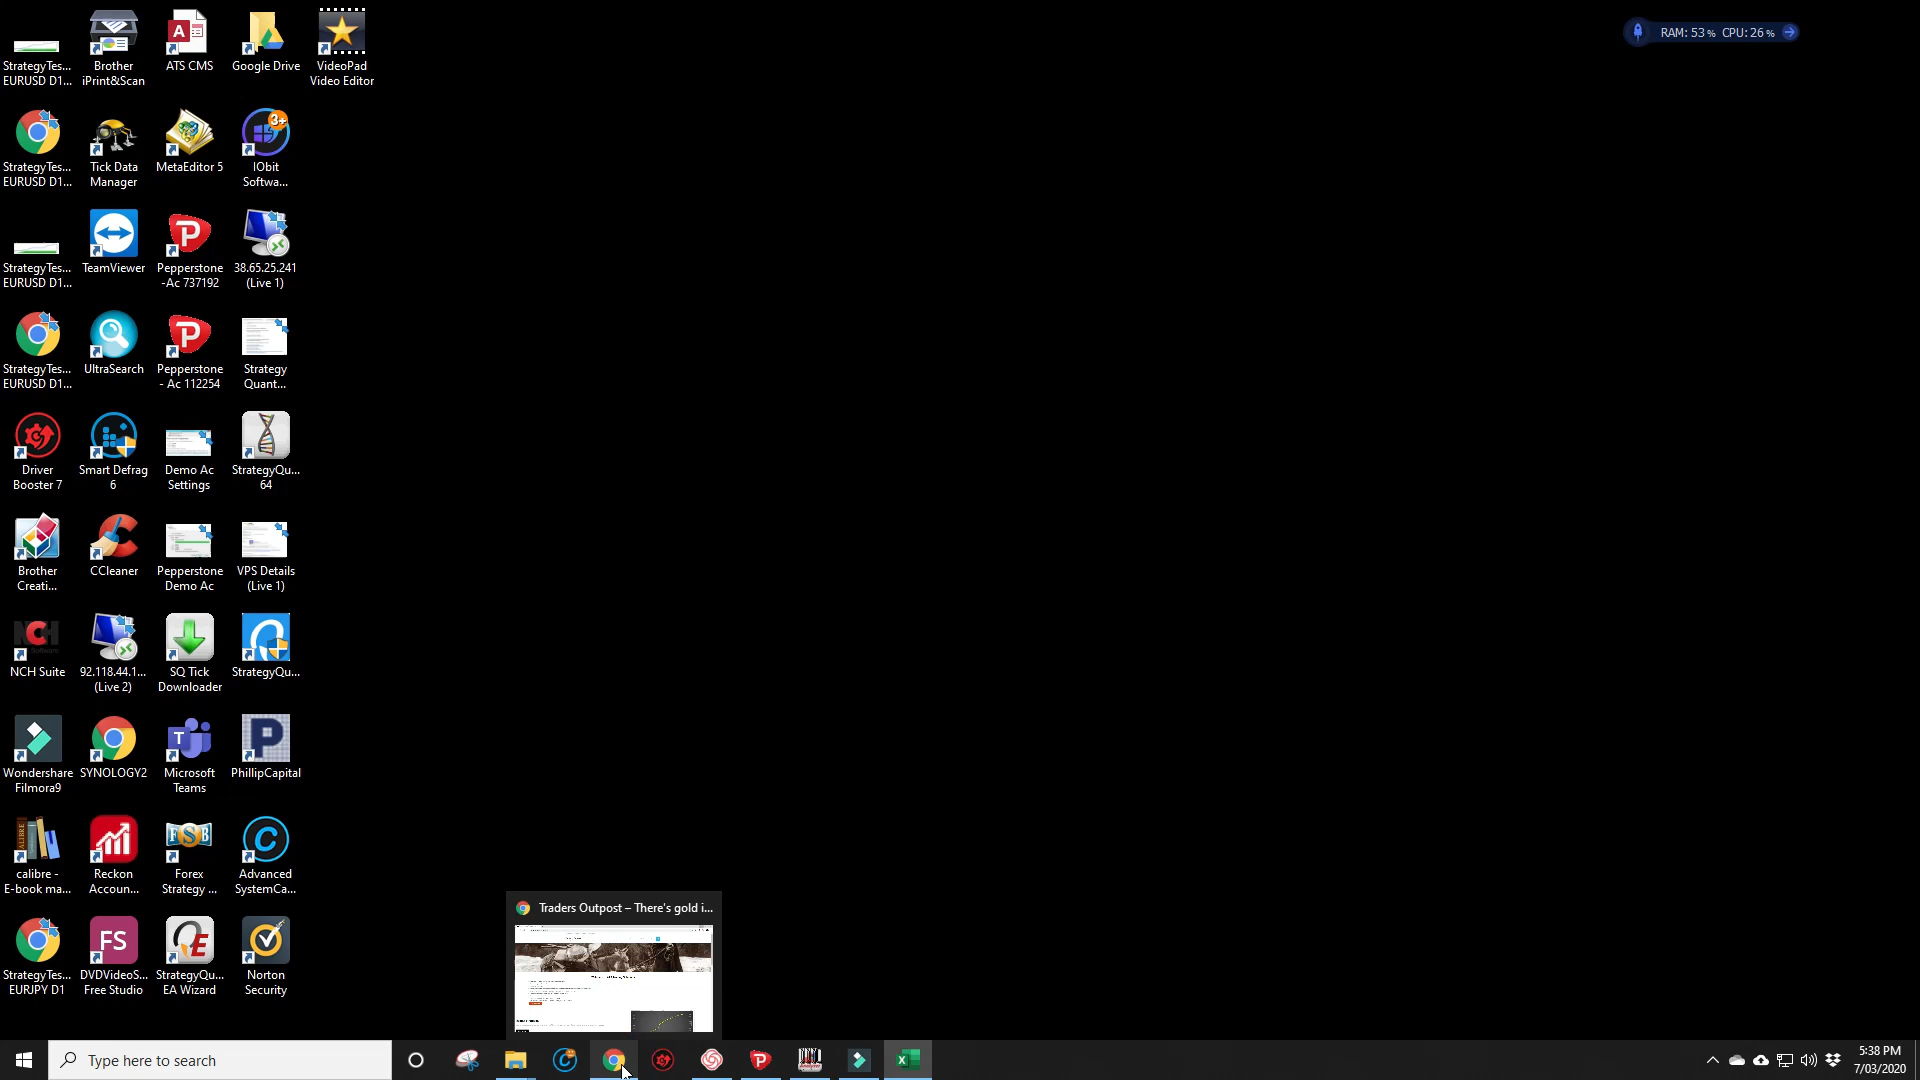 StrategyTes...
EURUSD D1...
Brother
iPrint&Scan
ATS CMS
Google Drive
VideoPad
Video Editor
StrategyTes...
EURUSD D1...
Tick Data
Manager
MetaEditor 5
3+
IObit
Softwa...
StrategyTes...
EURUSD D1...
TeamViewer
Pepperstone
-Ac 737192
38.65.25.241
(Live 1)
StrategyTes...
EURUSD D1...
UltraSearch
Pepperstone
- Ac 112254
Strategy
Quant...
Driver
Booster 7
Smart Defrag
6
Demo Ac
Settings
StrategyQu...
64
Brother
Creati...
CCleaner
Pepperstone
Demo Ac
VPS Details
(Live 1)
NCH
NCH Suite
92.118.44.1...
(Live 2)
SQ Tick
Downloader
StrategyQu...
Wondershare
Filmora9
SYNOLOGY2
Microsoft
Teams
PhillipCapital
calibre -
E-book ma...
Reckon
Accoun...
FSB
Forex
Strategy ...
Advanced
SystemCa...
StrategyTes...
EURJPY D1
FS
DVDVideoS...
Free Studio
StrategyQu...
EA Wizard
Norton
Security
RAM: 53 % CPU: 26 %
Traders Outpost – There's gold i...
Type here to search
5:38 PM
7/03/2020